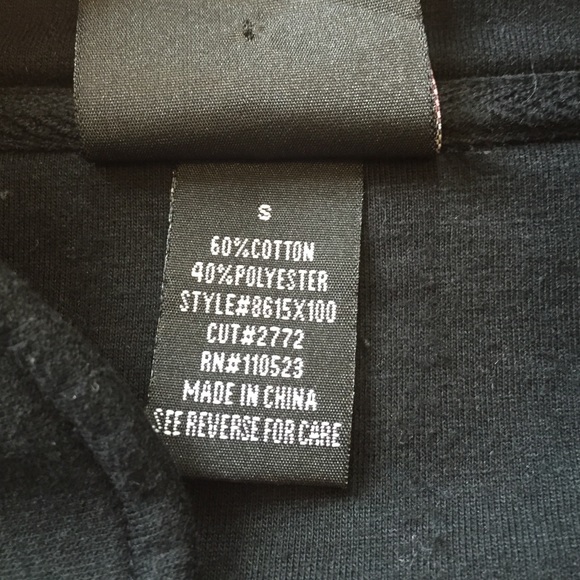 S
60%COTTON
40%POLYESTER
STYLE#8615X100
CUT#2772
RN#110523
MADE IN CHINA
SEE REVERSE FOR CARE